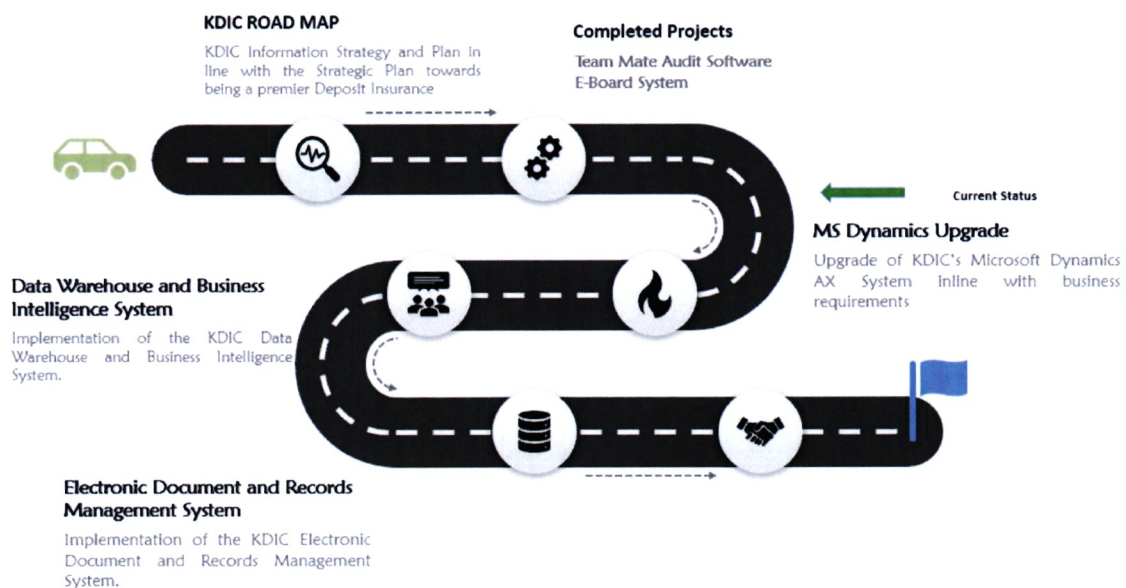 KDIC ROAD MAP
KDIC Information Strategy and Plan in
line with the Strategic Plan towards
being a premier Deposit Insurance
Completed Projects
Team Mate Audit Software
E-Board System
Current Status
MS Dynamics Upgrade
Upgrade of KDIC's Microsoft Dynamics
AX System inline with business
requirements
Data Warehouse and Business
Intelligence System
Implementation of the KDIC Data
Warehouse and Business Intelligence
System.
Electronic Document and Records
Management System
Implementation of the KDIC Electronic
Document and Records Management
System.